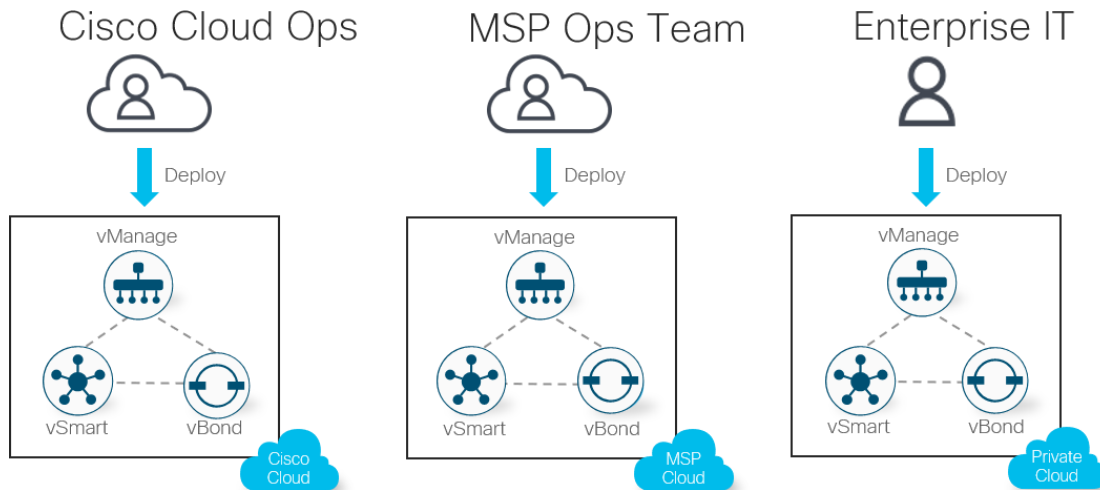 Cisco Cloud Ops
MSP Ops Team
Enterprise IT
Deploy
Deploy
Deploy
vManage
vSmart
vBond
Cisco
Cloud
vManage
vSmart
vBond
MSP
Cloud
vManage
vSmart
vBond
Private
Cloud